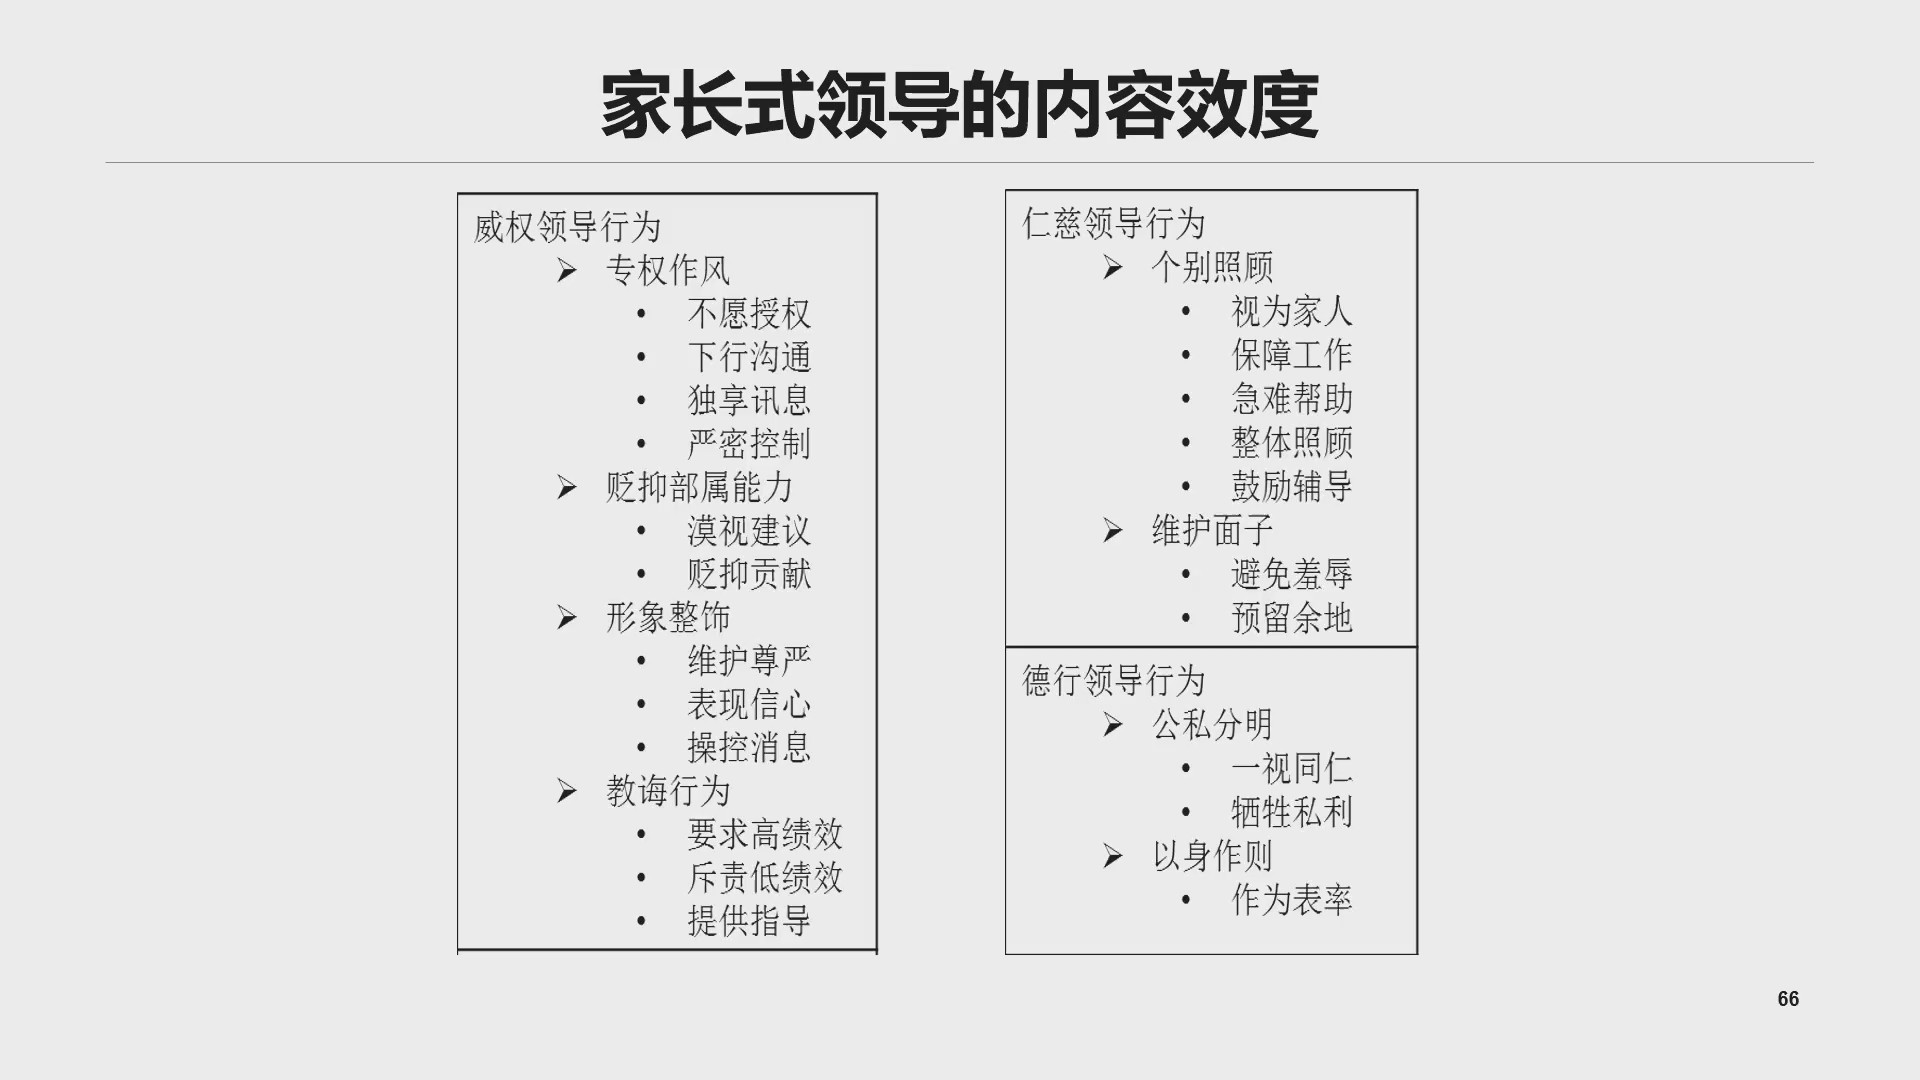 家长式领导的内容效度
威权领导行为
➢ 专权作风
• 不愿授权
• 下行沟通
• 独享讯息
• 严密控制
➢ 贬抑部属能力
• 漠视建议
• 贬抑贡献
➢ 形象整饰
• 维护尊严
• 表现信心
• 操控消息
➢ 教诲行为
• 要求高绩效
• 斥责低绩效
• 提供指导
仁慈领导行为
➢ 个别照顾
• 视为家人
• 保障工作
• 急难帮助
• 整体照顾
• 鼓励辅导
➢ 维护面子
• 避免羞辱
• 预留余地
德行领导行为
➢ 公私分明
• 一视同仁
• 牺牲私利
➢ 以身作则
• 作为表率
66